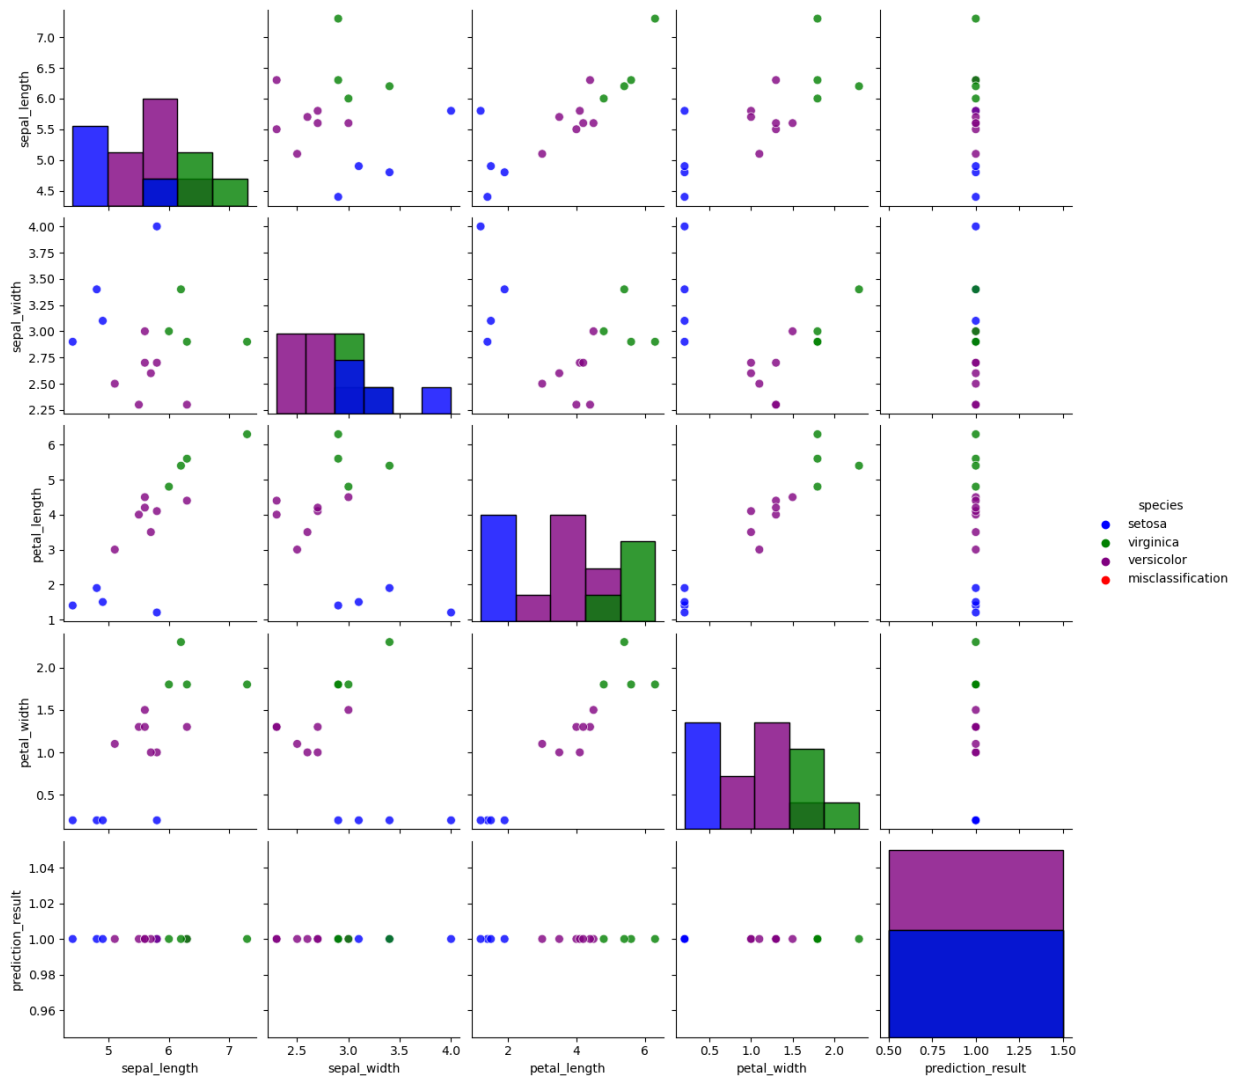 sepal_length
7.0
6.5
6.0
5.5
5.0
4.5
sepal_width
4.00
3.75
3.50
3.25
3.00
2.75
2.50
2.25
petal_length
6
5
4
3
2
1
species
setosa
virginica
versicolor
misclassification
petal_width
2.0
1.5
1.0
0.5
prediction_result
1.04
1.02
1.00
0.98
0.96
5 6 7
2.5 3.0 3.5 4.0
2 4 6
0.5 1.0 1.5 2.0
0.50 0.75 1.00 1.25 1.50
sepal_length
sepal_width
petal_length
petal_width
prediction_result